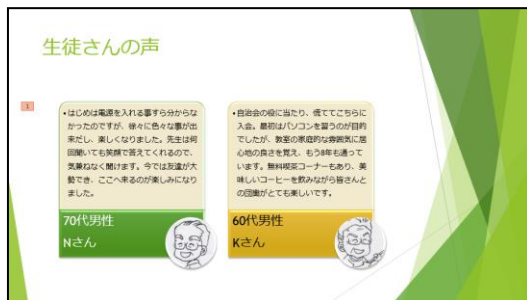 生徒さんの声
1
•はじめは電源を入れる事すら分からな
かったのですが、徐々に色々な事が出
来だし、楽しくなりました。先生は何
回聞いても笑顔で答えてくれるので、
気兼ねなく聞けます。今では友達が大
勢でき、ここへ来るのが楽しみになり
ました。
70代男性
Nさん
•自治会の役に当たり、慌ててこちらに
入会。最初はパソコンを習うのが目的
でしたが、教室の家庭的な雰囲気に居
心地の良さを覚え、もう8年も通って
います。無料喫茶コーナーもあり、美
味しいコーヒーを飲みながら皆さんと
の団欒がとても楽しいです。
60代男性
Kさん